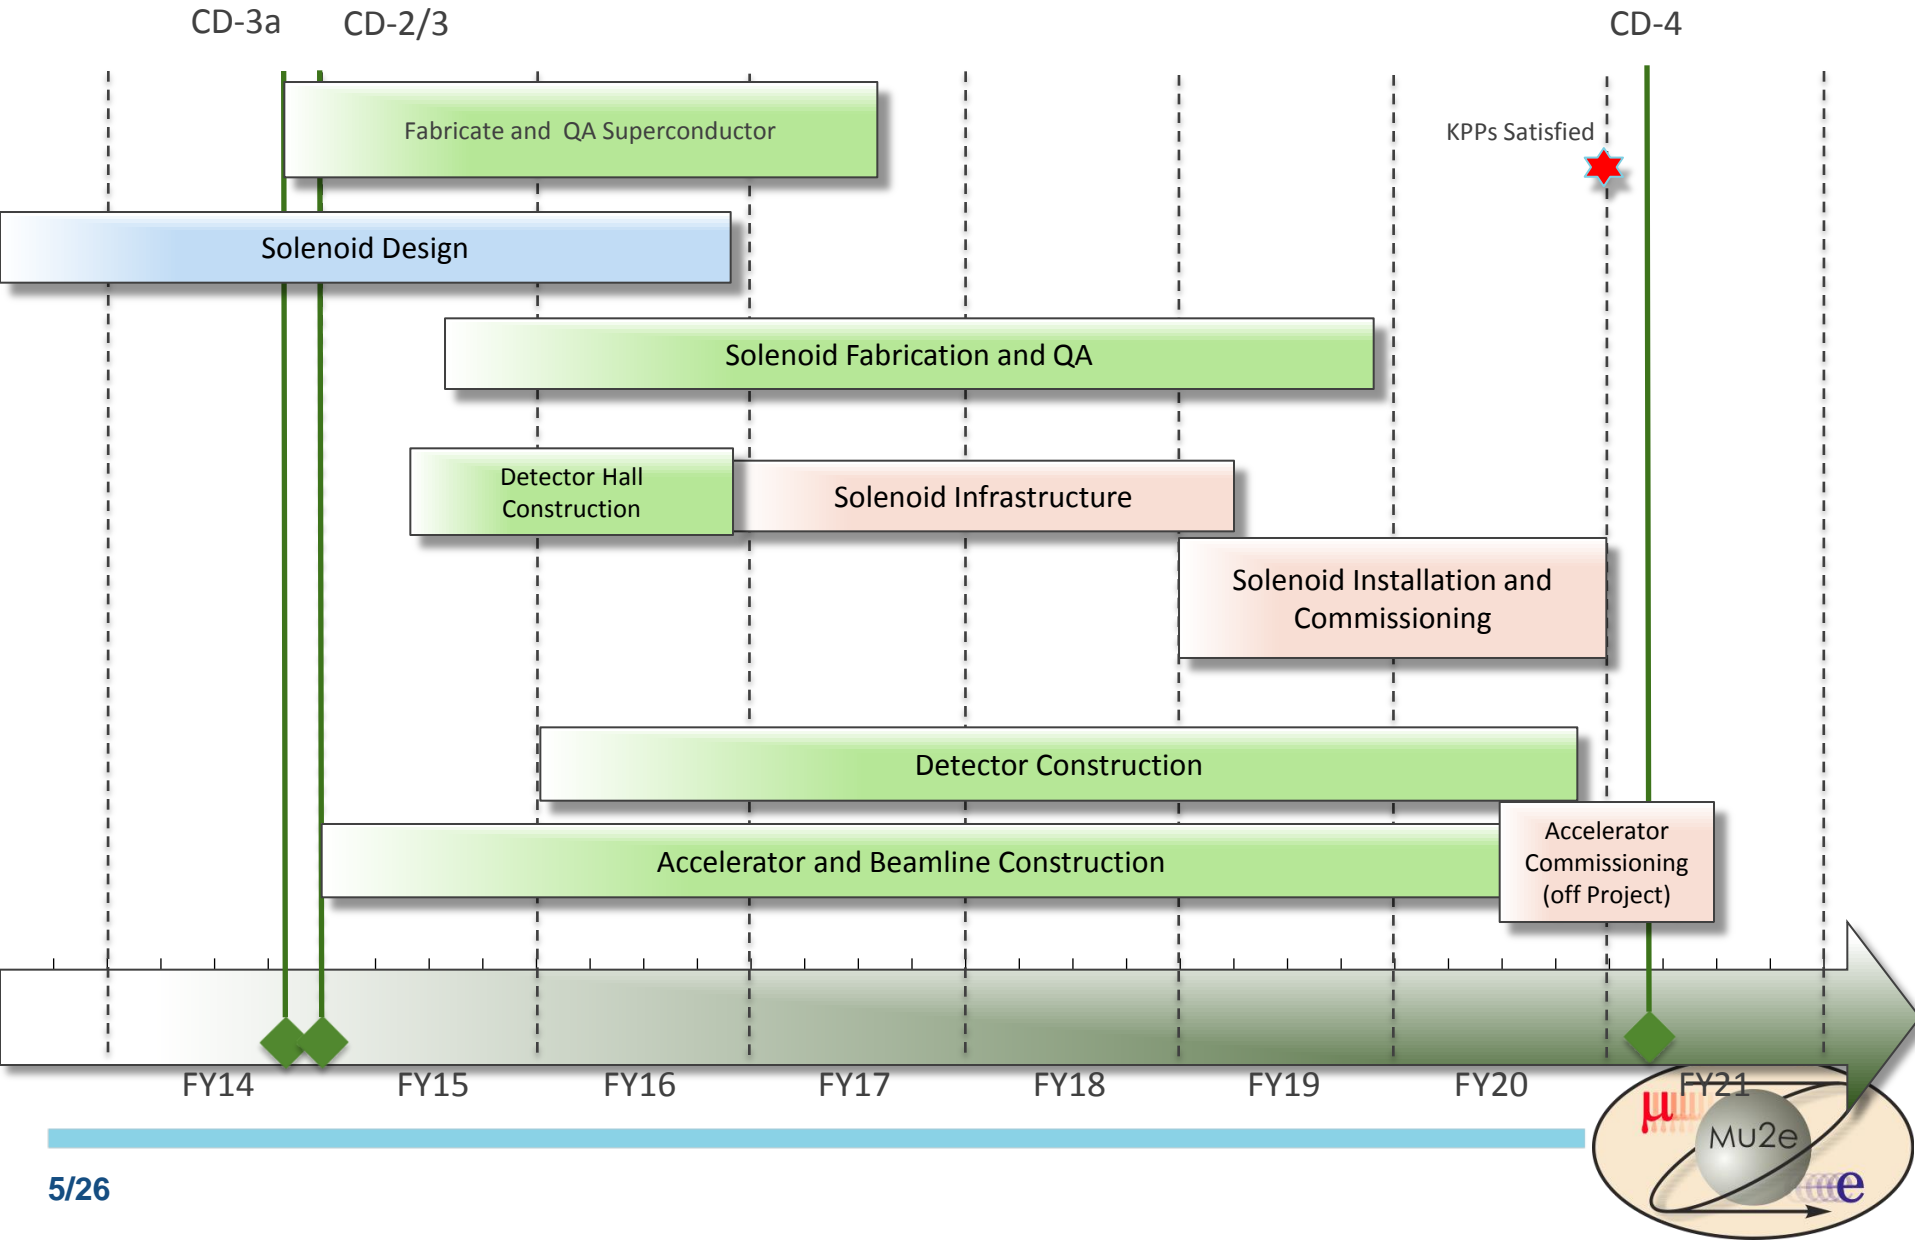 CD-3a
CD-2/3
CD-4
Fabricate and QA Superconductor
KPPs Satisfied
Solenoid Design
Solenoid Fabrication and QA
Detector Hall
Construction
Solenoid Infrastructure
Solenoid Installation and
Commissioning
Detector Construction
Accelerator and Beamline Construction
Accelerator
Commissioning
(off Project)
FY14
FY15
FY16
FY17
FY18
FY19
FY20
FY21
µ
Mu2e
e
5/26